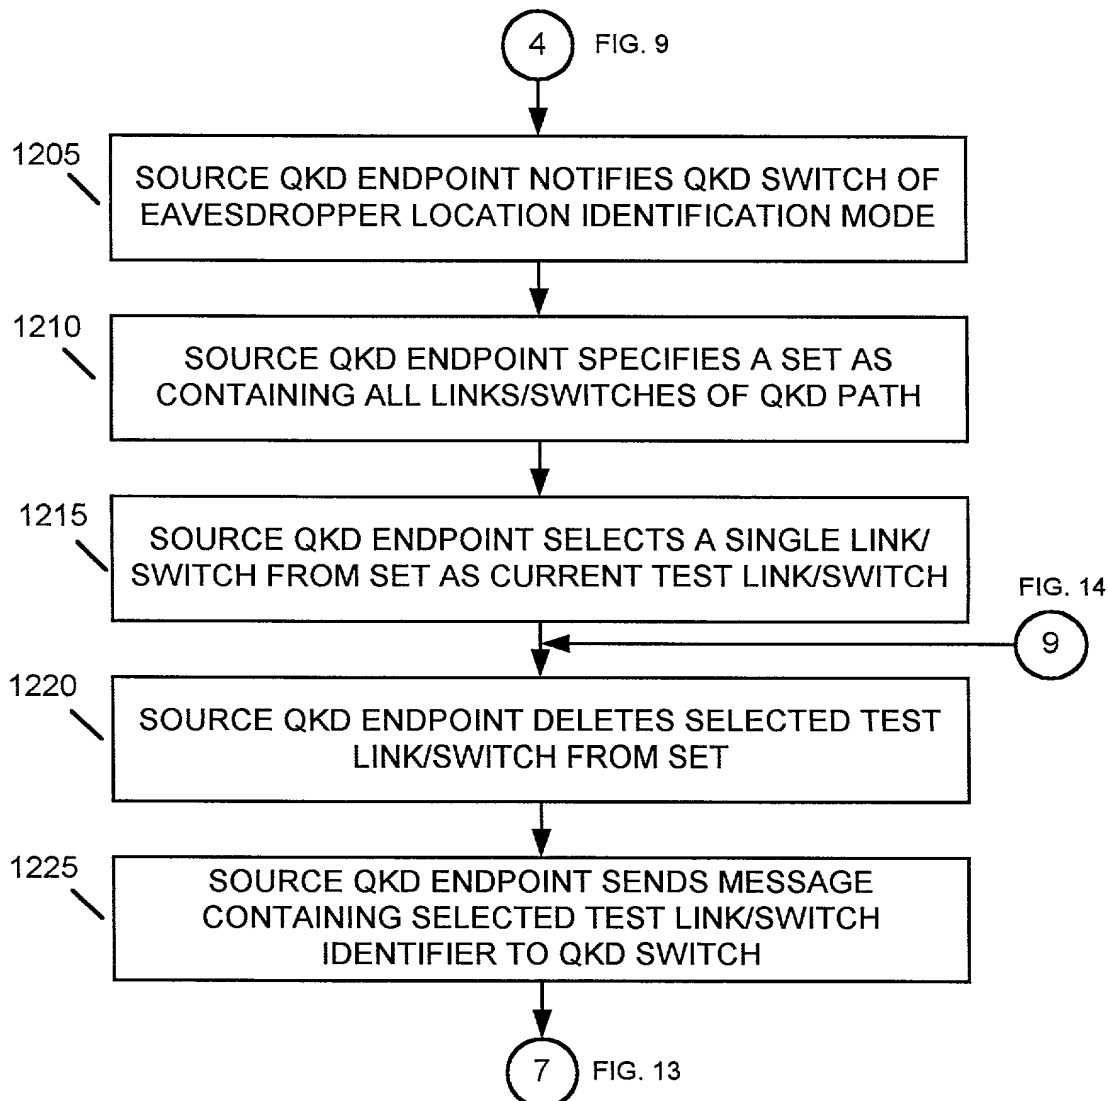 4 FIG. 9
1205
SOURCE QKD ENDPOINT NOTIFIES QKD SWITCH OF
EAVESDROPPER LOCATION IDENTIFICATION MODE
1210
SOURCE QKD ENDPOINT SPECIFIES A SET AS
CONTAINING ALL LINKS/SWITCHES OF QKD PATH
1215
SOURCE QKD ENDPOINT SELECTS A SINGLE LINK/
SWITCH FROM SET AS CURRENT TEST LINK/SWITCH
FIG. 14
9
1220
SOURCE QKD ENDPOINT DELETES SELECTED TEST
LINK/SWITCH FROM SET
1225
SOURCE QKD ENDPOINT SENDS MESSAGE
CONTAINING SELECTED TEST LINK/SWITCH
IDENTIFIER TO QKD SWITCH
7 FIG. 13